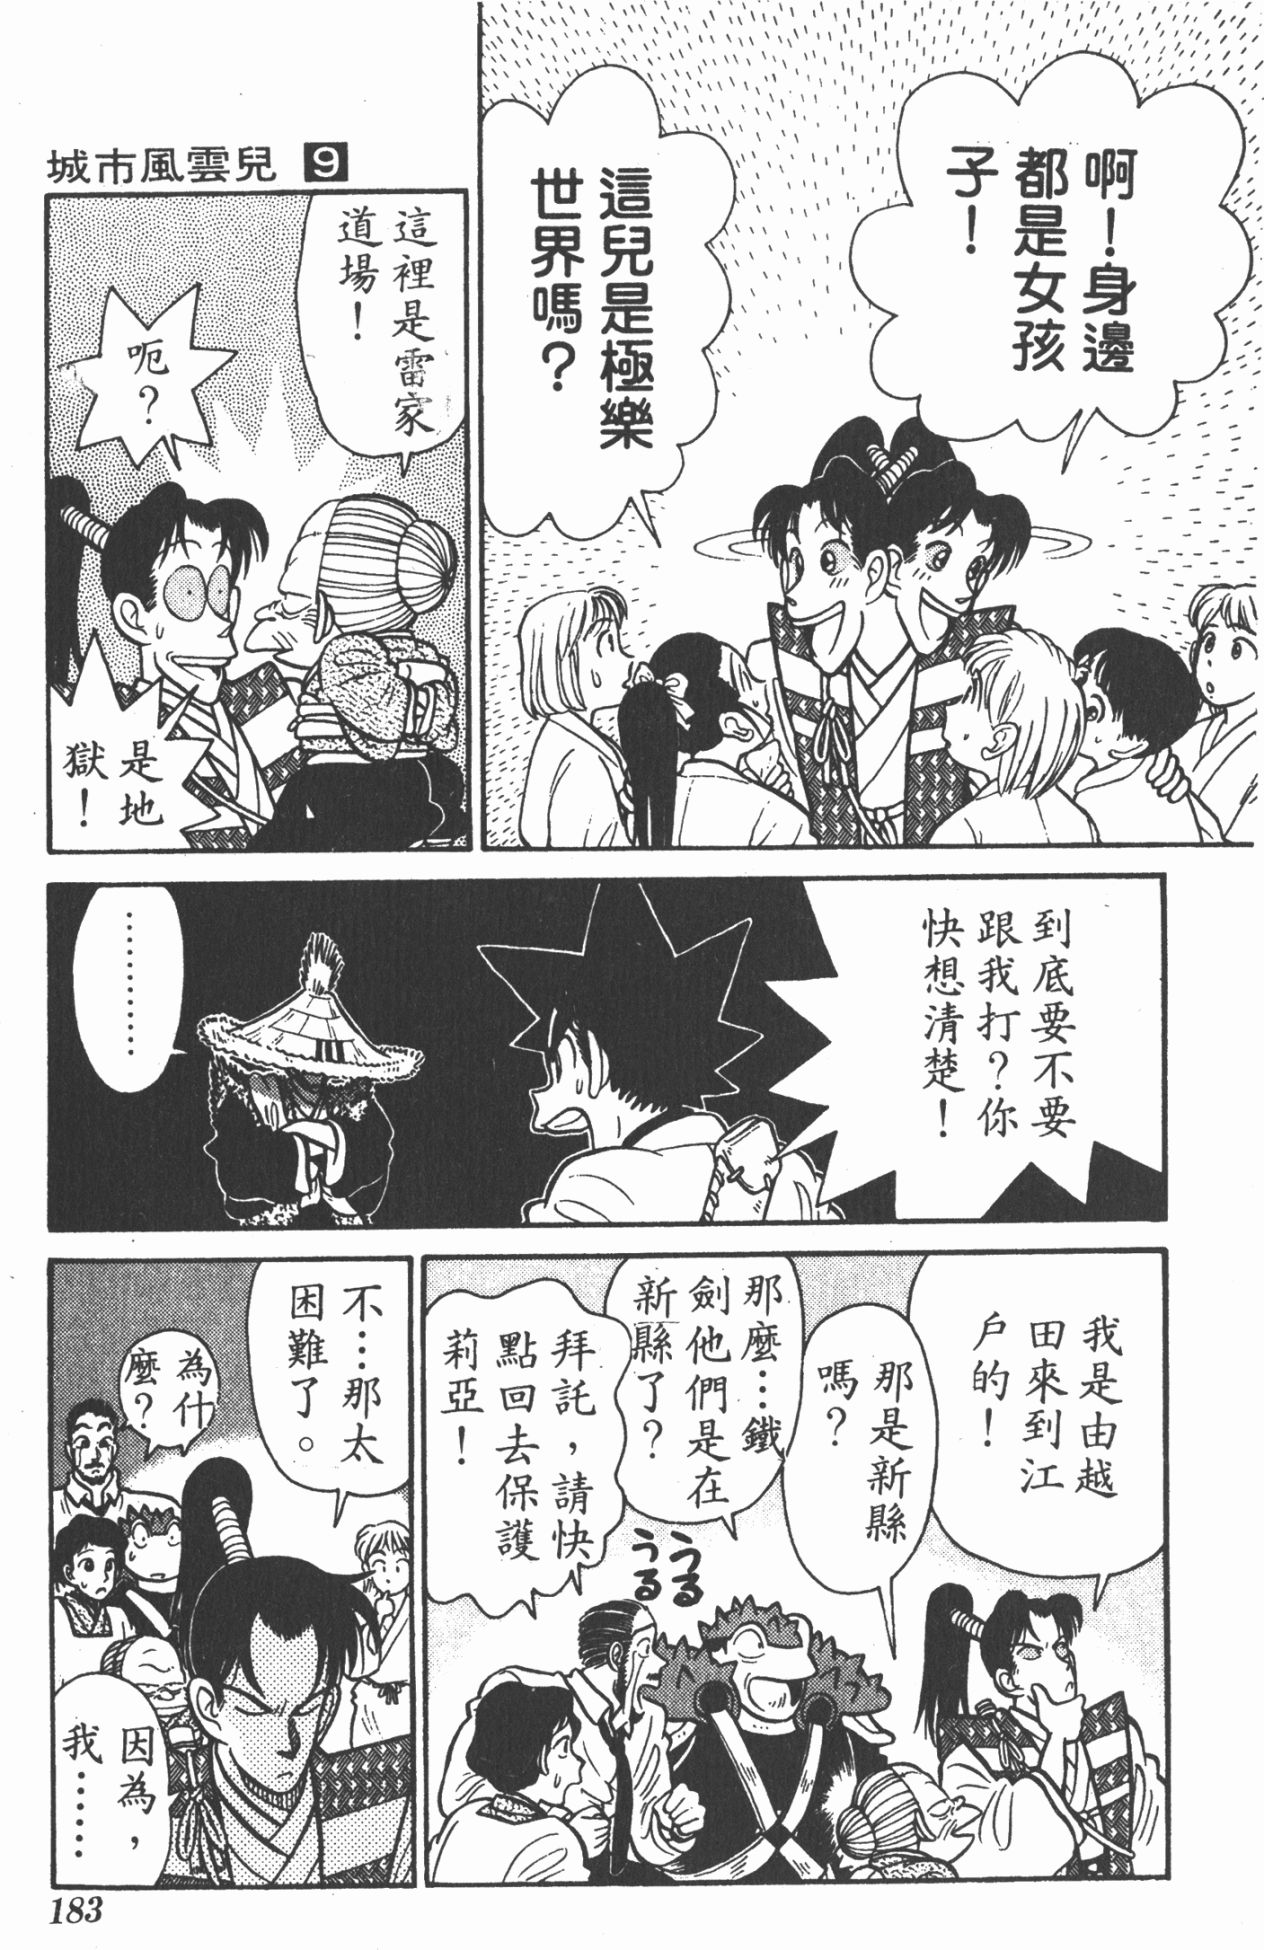 城市風雲兒 9
啊！身邊
都是女孩
子！
這兒是極樂
世界嗎？
這裡是雷家
道場！
呃？
是地
獄！
到底要不要
跟我打？你
快想清楚！
…………
我是由越
田來到江
戶的！
那是新縣
嗎？
那麼…鐵
劍他們是在
新縣了？
拜託，請快
點回去保護
莉亞！
うるうる
不…那太
困難了。
為什
麼？
因為，
我……
183